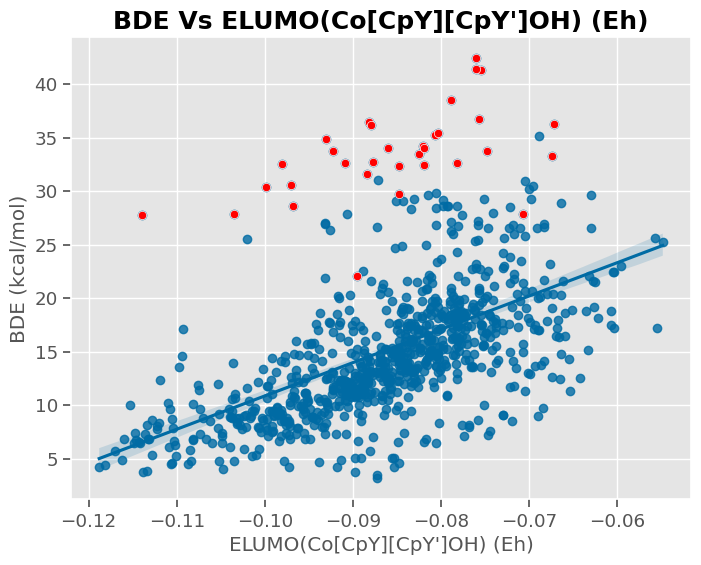 BDE Vs ELUMO(Co[CpY][CpY']OH) (Eh)
BDE (kcal/mol)
40
35
30
25
20
15
10
5
−0.12 −0.11 −0.10 −0.09 −0.08 −0.07 −0.06
ELUMO(Co[CpY][CpY']OH) (Eh)